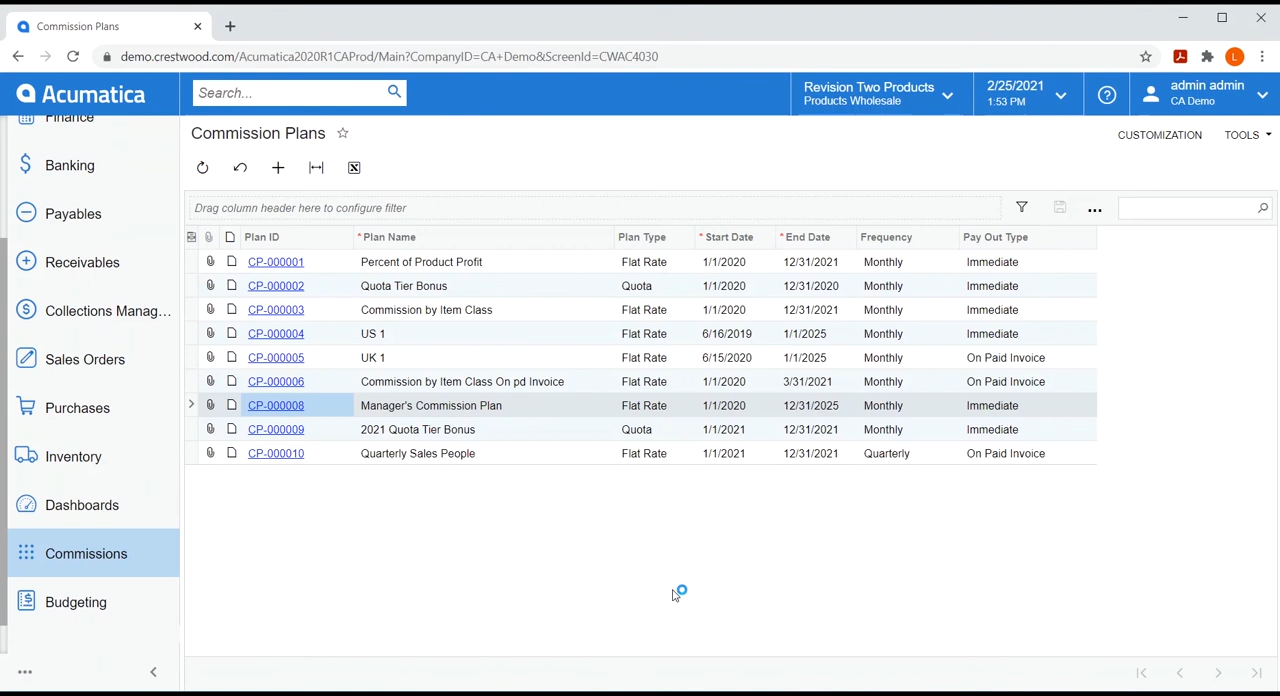 Commission Plans
demo.crestwood.com/Acumatica2020R1CAProd/Main?CompanyID=CA+Demo&ScreenId=CWAC4030
L
Acumatica
Search...
Revision Two Products
Products Wholesale
2/25/2021
1:53 PM
admin admin
CA Demo
Finance
Banking
Payables
Receivables
Collections Manag...
Sales Orders
Purchases
Inventory
Dashboards
Commissions
Budgeting
Commission Plans
CUSTOMIZATION TOOLS
Drag column header here to configure filter
Plan ID *Plan Name Plan Type *Start Date *End Date Frequency Pay Out Type
CP-000001 Percent of Product Profit Flat Rate 1/1/2020 12/31/2021 Monthly Immediate
CP-000002 Quota Tier Bonus Quota 1/1/2020 12/31/2020 Monthly Immediate
CP-000003 Commission by Item Class Flat Rate 1/1/2020 12/31/2021 Monthly Immediate
CP-000004 US 1 Flat Rate 6/16/2019 1/1/2025 Monthly Immediate
CP-000005 UK 1 Flat Rate 6/15/2020 1/1/2025 Monthly On Paid Invoice
CP-000006 Commission by Item Class On pd Invoice Flat Rate 1/1/2020 3/31/2021 Monthly On Paid Invoice
CP-000008 Manager's Commission Plan Flat Rate 1/1/2020 12/31/2025 Monthly Immediate
CP-000009 2021 Quota Tier Bonus Quota 1/1/2021 12/31/2021 Monthly Immediate
CP-000010 Quarterly Sales People Flat Rate 1/1/2021 12/31/2021 Quarterly On Paid Invoice